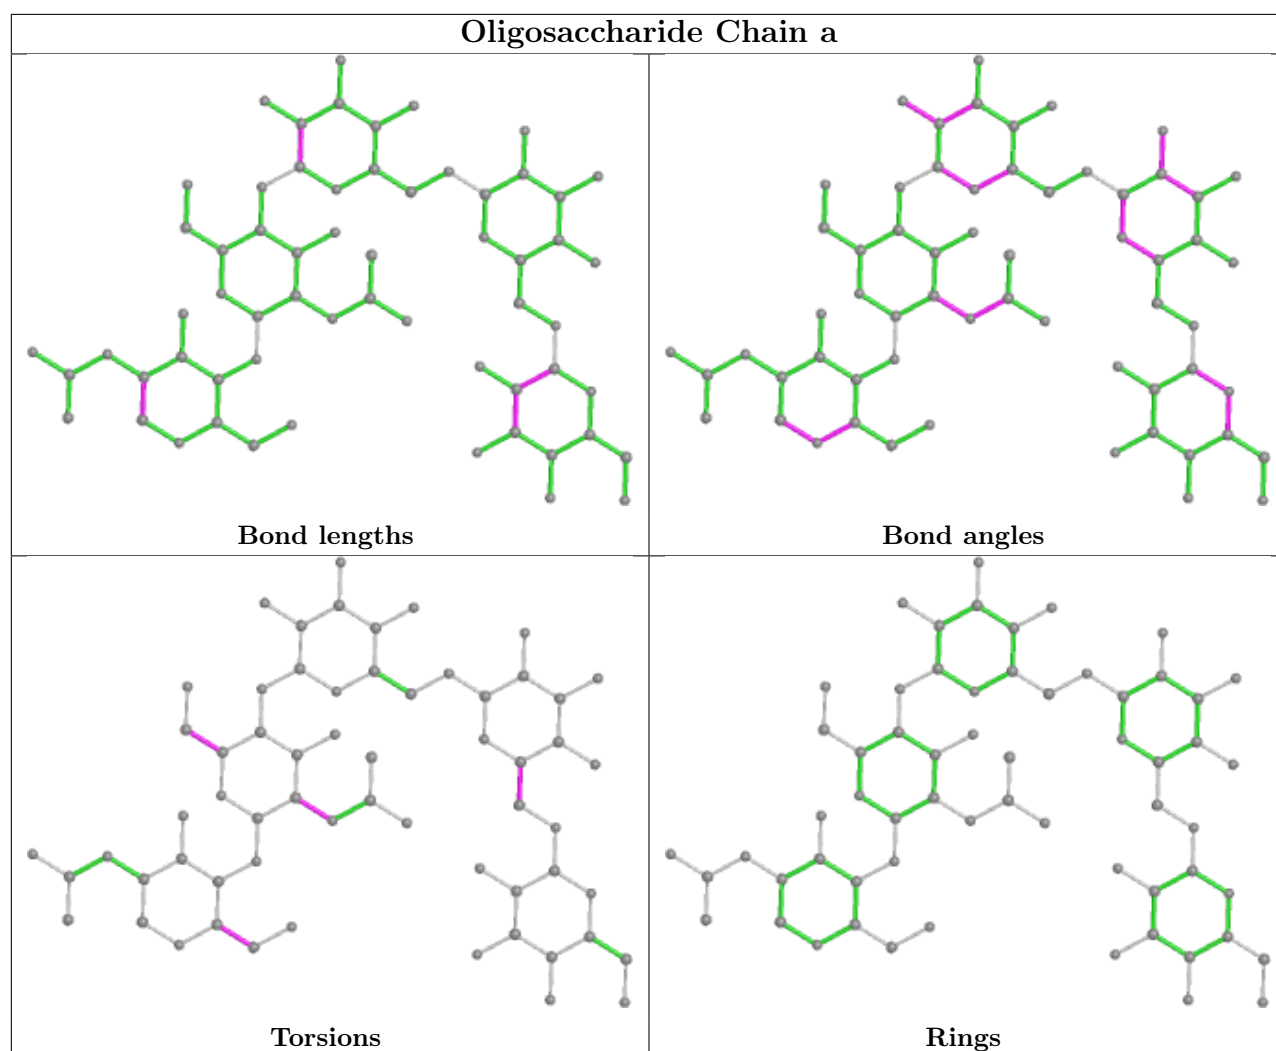 Oligosaccharide Chain a
Bond lengths
Bond angles
Torsions
Rings